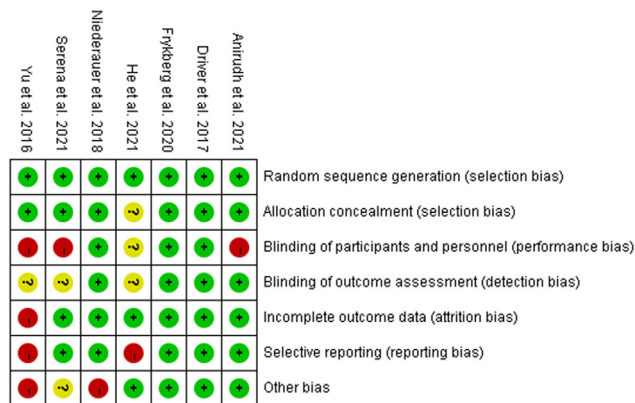 Yu et al. 2016
Serena et al. 2021
Niederauer et al. 2018
He et al. 2021
Frykberg et al. 2020
Driver et al. 2017
Anirudh et al. 2021
+ + + + + + + Random sequence generation (selection bias)
+ + + ? + + + Allocation concealment (selection bias)
- - + ? + + - Blinding of participants and personnel (performance bias)
? ? + ? + + + Blinding of outcome assessment (detection bias)
- + + + + + + Incomplete outcome data (attrition bias)
- + + - + + + Selective reporting (reporting bias)
- ? - + + + + Other bias